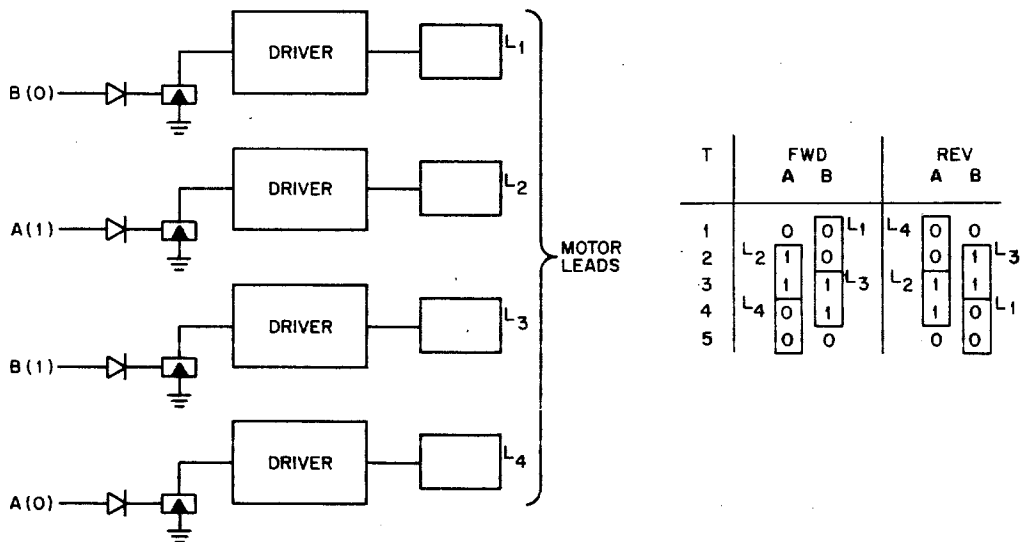 DRIVER L1
B(0)
DRIVER L2
A(1)
DRIVER L3
B(1)
DRIVER L4
A(0)
MOTOR
LEADS
T FWD REV
A B A B
1 0 0 L1 L4 0 0
2 L2 1 0 0 1 L3
3 1 1 L3 L2 1 1
4 L4 0 1 1 0 L1
5 0 0 0 0